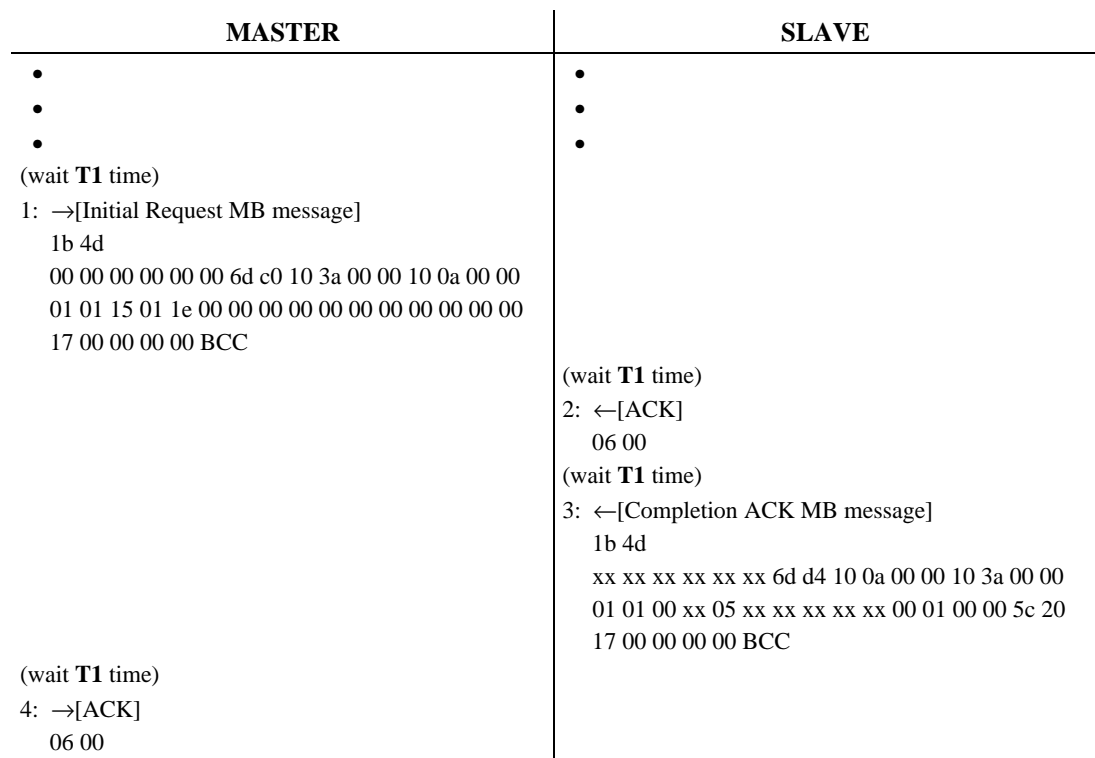 MASTER
SLAVE
•
•
•
•
•
•
(wait T1 time)
1: →[Initial Request MB message]
1b 4d
00 00 00 00 00 00 6d c0 10 3a 00 00 10 0a 00 00
01 01 15 01 1e 00 00 00 00 00 00 00 00 00 00 00
17 00 00 00 00 BCC
(wait T1 time)
2: ←[ACK]
06 00
(wait T1 time)
3: ←[Completion ACK MB message]
1b 4d
xx xx xx xx xx xx 6d d4 10 0a 00 00 10 3a 00 00
01 01 00 xx 05 xx xx xx xx xx 00 01 00 00 5c 20
17 00 00 00 00 BCC
(wait T1 time)
4: →[ACK]
06 00